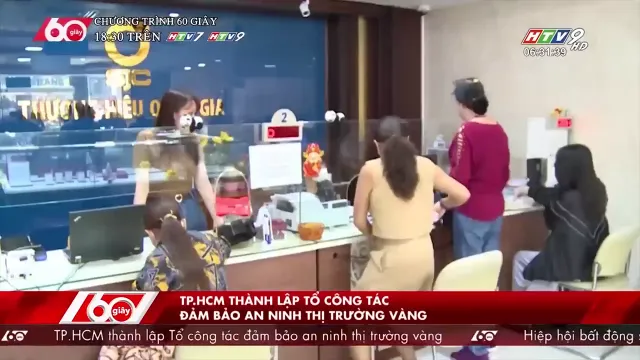 60 giây
CHƯƠNG TRÌNH 60 GIÂY
18:30 TRÊN HTV7 HTV9
HTV9 HD
06:31:39
SJC
THƯƠNG HIỆU QUỐC GIA
2
60 giây
TP.HCM THÀNH LẬP TỔ CÔNG TÁC
ĐẢM BẢO AN NINH THỊ TRƯỜNG VÀNG
TP.HCM thành lập Tổ công tác đảm bảo an ninh thị trường vàng
Hiệp hội bất động